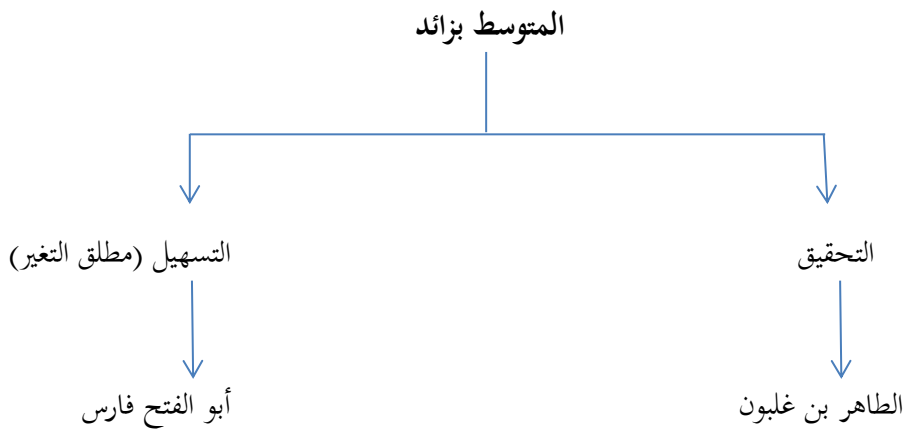 المتوسط بزائد
التحقيق
التسهيل (مطلق التغير)
الطاهر بن غلبون
أبو الفتح فارس